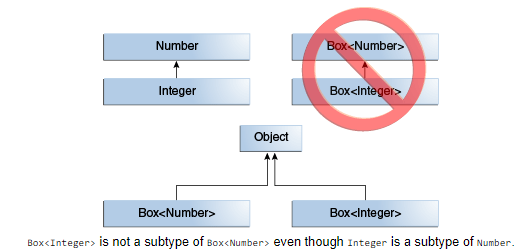 Number Box<Number>
Integer Box<Integer>
Object
Box<Number> Box<Integer>
Box<Integer> is not a subtype of Box<Number> even though Integer is a subtype of Number.